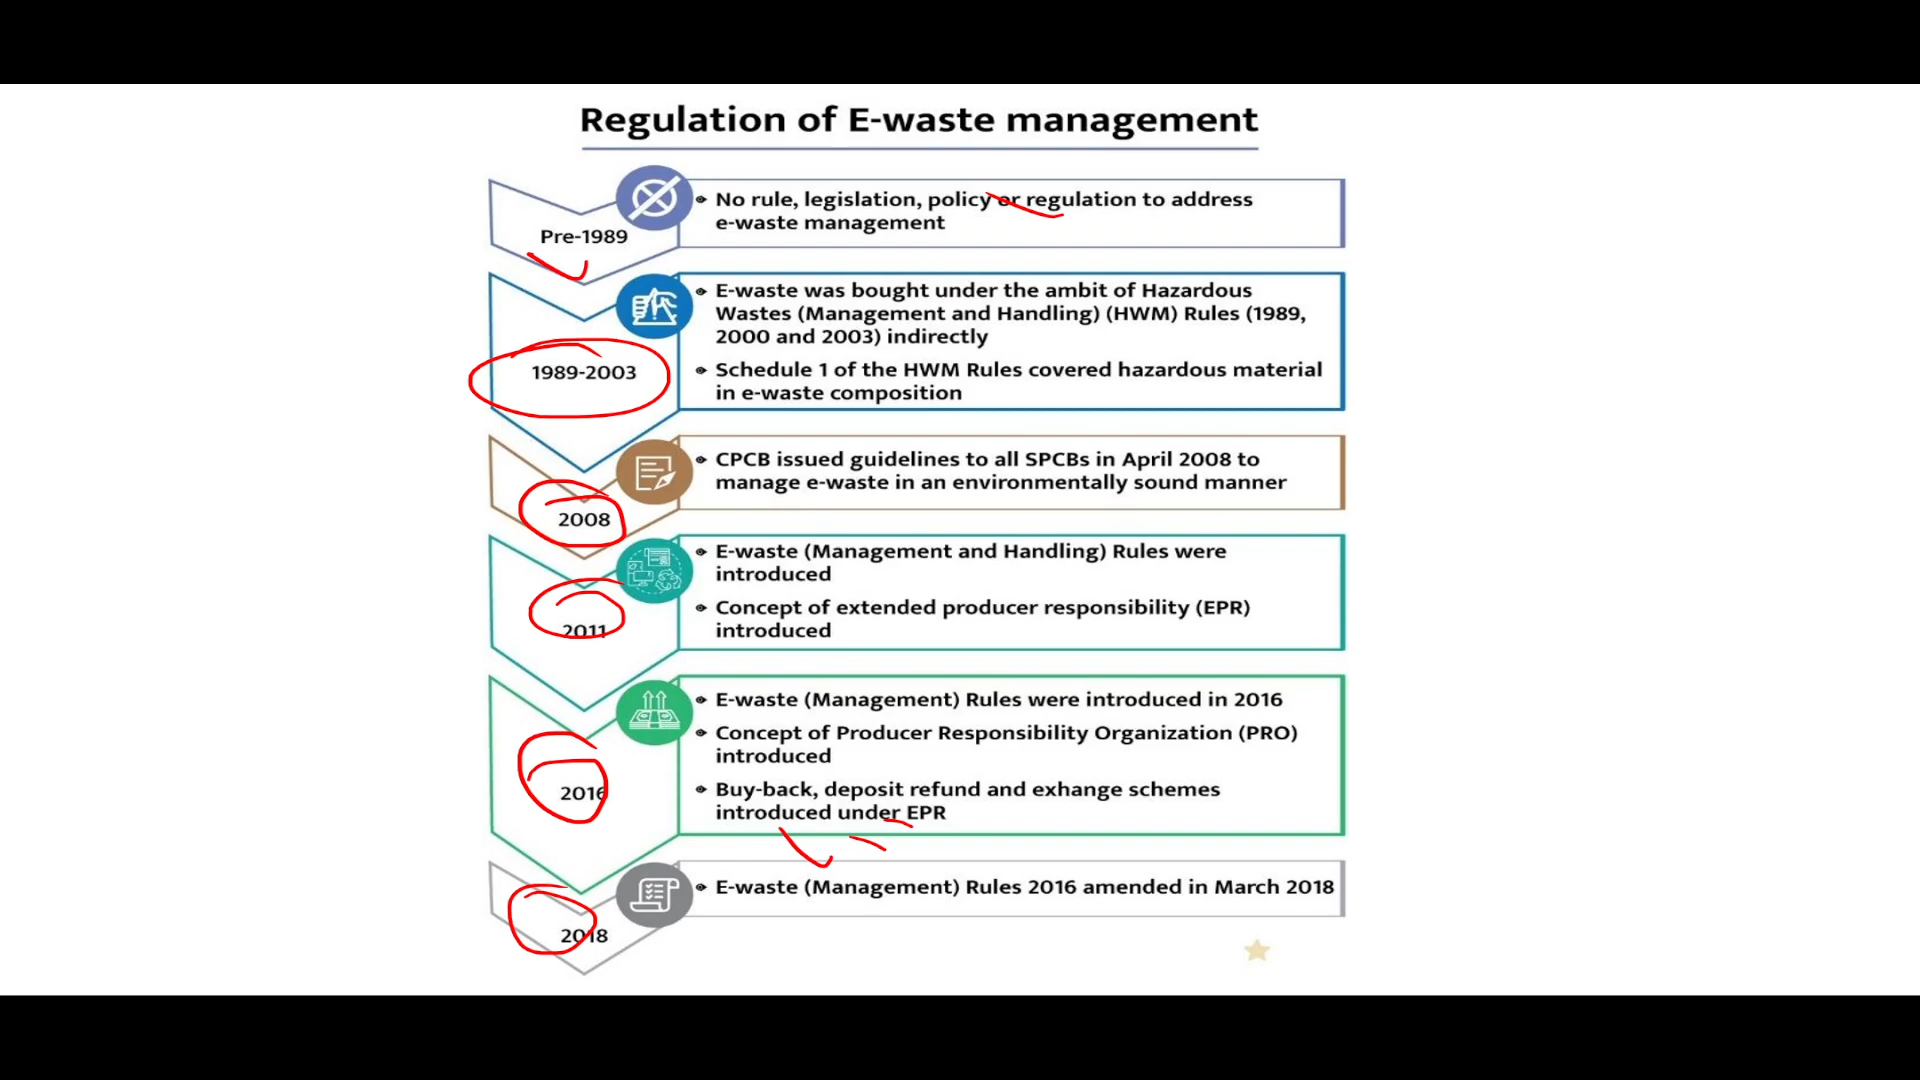 Regulation of E-waste management
Pre-1989
No rule, legislation, policy or regulation to address
e-waste management
1989-2003
E-waste was bought under the ambit of Hazardous
Wastes (Management and Handling) (HWM) Rules (1989,
2000 and 2003) indirectly
Schedule 1 of the HWM Rules covered hazardous material
in e-waste composition
2008
CPCB issued guidelines to all SPCBs in April 2008 to
manage e-waste in an environmentally sound manner
2011
E-waste (Management and Handling) Rules were
introduced
Concept of extended producer responsibility (EPR)
introduced
2016
E-waste (Management) Rules were introduced in 2016
Concept of Producer Responsibility Organization (PRO)
introduced
Buy-back, deposit refund and exhange schemes
introduced under EPR
2018
E-waste (Management) Rules 2016 amended in March 2018